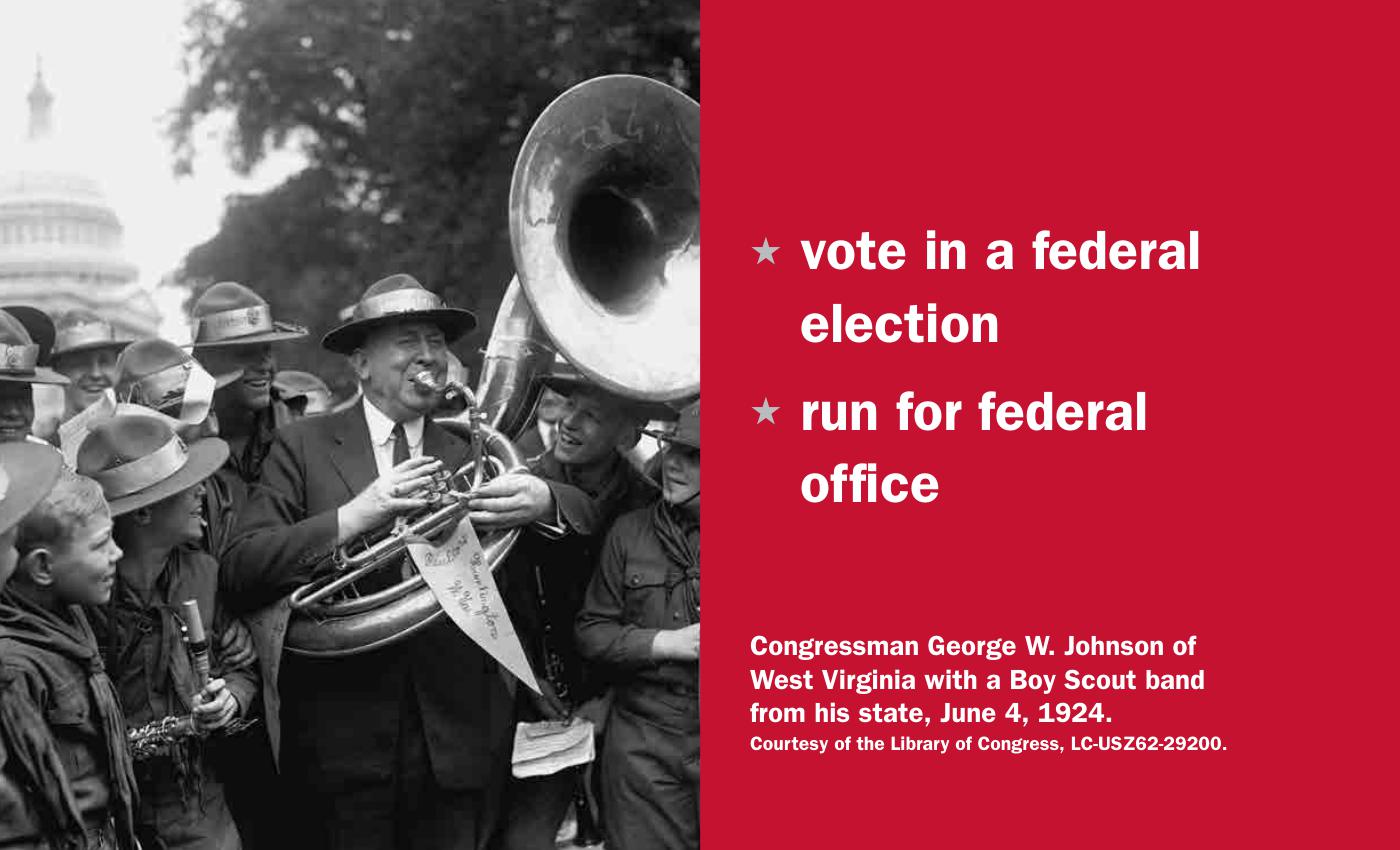 vote in a federal
election
run for federal
office
Congressman George W. Johnson of
West Virginia with a Boy Scout band
from his state, June 4, 1924.
Courtesy of the Library of Congress, LC-USZ62-29200.